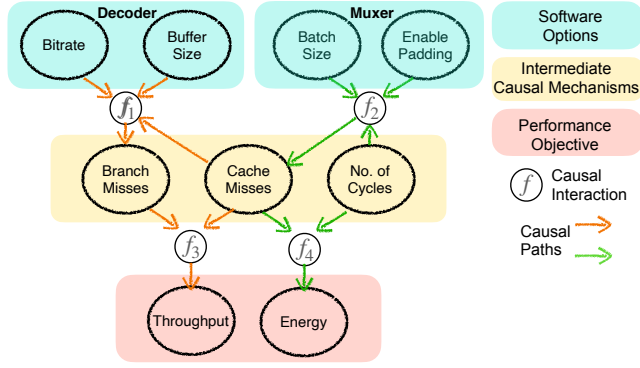 Decoder
Bitrate
Buffer
Size
Muxer
Batch
Size
Enable
Padding
f1
f2
Branch
Misses
Cache
Misses
No. of
Cycles
f3
f4
Throughput
Energy
Software
Options
Intermediate
Causal Mechanisms
Performance
Objective
f
Causal
Interaction
Causal
Paths